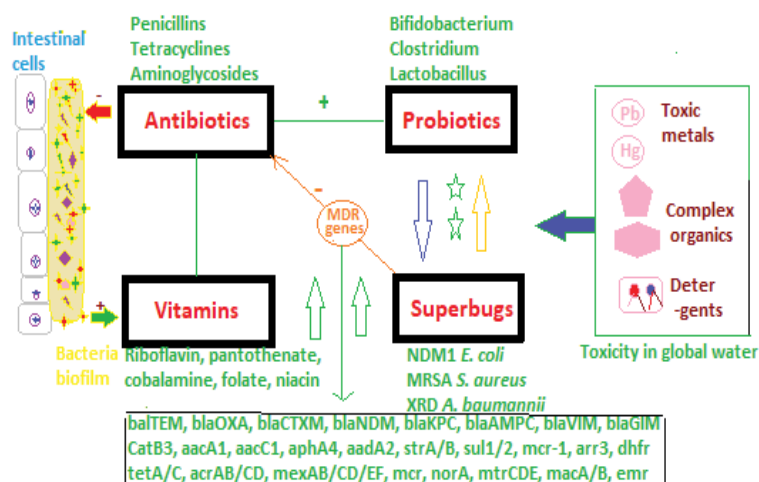 Penicillins
Tetracyclines
Aminoglycosides
Bifidobacterium
Clostridium
Lactobacillus
Intestinal
cells
-
Antibiotics
+
Probiotics
Pb
Toxic
metals
Hg
-
MDR
genes
Complex
organics
+
Vitamins
Superbugs
Deter
-gents
Bacteria
biofilm
Riboflavin, pantothenate,
cobalamine, folate, niacin
NDM1 E. coli
MRSA S. aureus
XRD A. baumannii
Toxicity in global water
balTEM, blaOXA, blaCTXM, blaNDM, blaKPC, blaAMPC, blaVIM, blaGIM
CatB3, aacA1, aacC1, aphA4, aadA2, strA/B, sul1/2, mcr-1, arr3, dhfr
tetA/C, acrAB/CD, mexAB/CD/EF, mcr, norA, mtrCDE, macA/B, emr